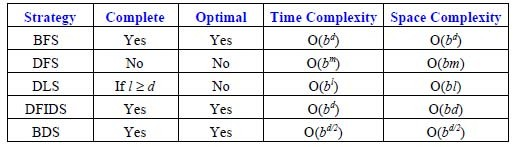 Strategy Complete Optimal Time Complexity Space Complexity
BFS Yes Yes O(b^d) O(b^d)
DFS No No O(b^m) O(bm)
DLS If l ≥ d No O(b^l) O(bl)
DFIDS Yes Yes O(b^d) O(bd)
BDS Yes Yes O(b^d/2) O(b^d/2)